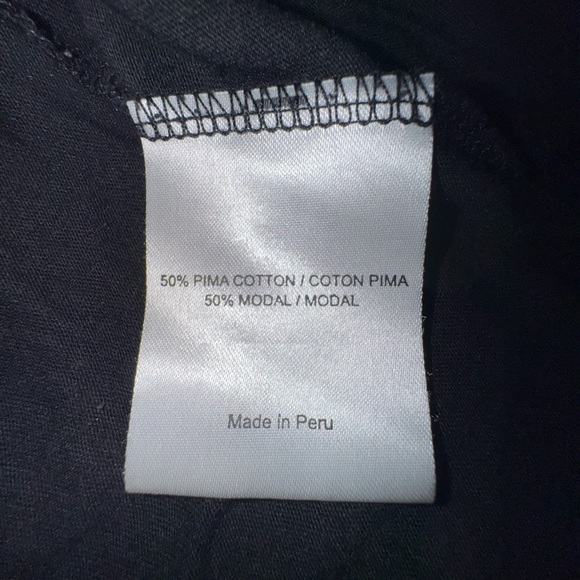 50% PIMA COTTON / COTON PIMA
50% MODAL / MODAL
Made in Peru